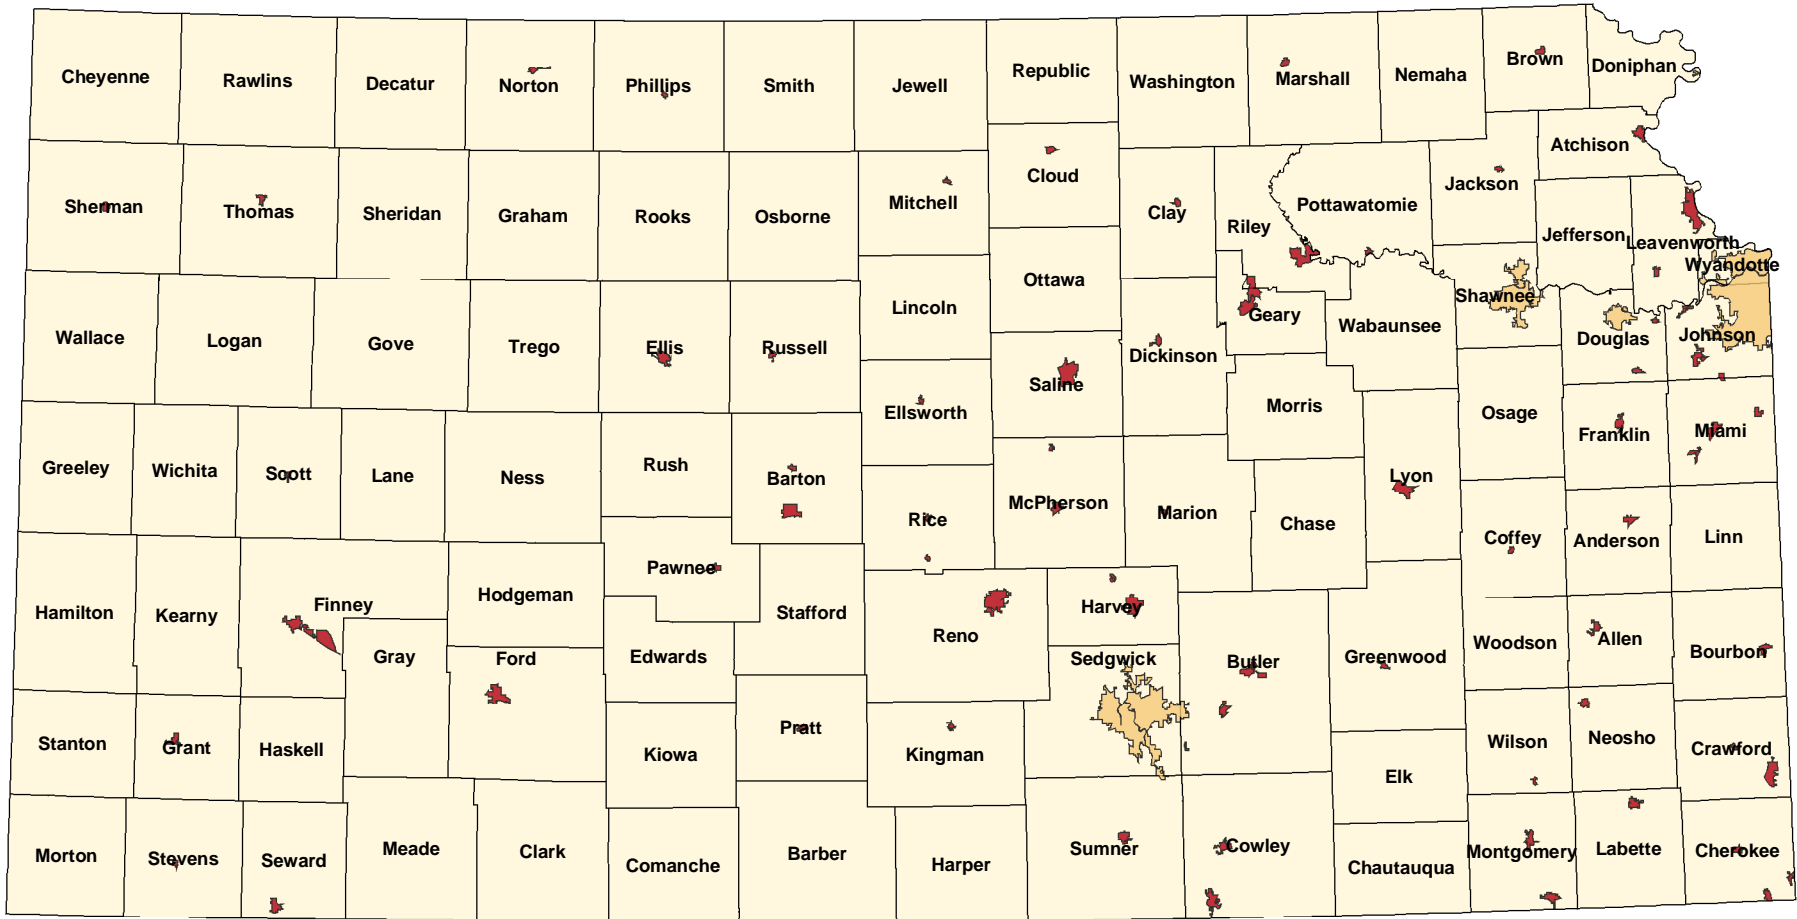 Cheyenne
Rawlins
Decatur
Norton
Phillips
Smith
Jewell
Republic
Washington
Marshall
Nemaha
Brown
Doniphan
Sherman
Thomas
Sheridan
Graham
Rooks
Osborne
Mitchell
Cloud
Clay
Riley
Pottawatomie
Jackson
Atchison
Jefferson
Leavenworth
Wyandotte
Wallace
Logan
Gove
Trego
Ellis
Russell
Lincoln
Ottawa
Saline
Dickinson
Geary
Wabaunsee
Shawnee
Douglas
Johnson
Greeley
Wichita
Scott
Lane
Ness
Rush
Barton
Ellsworth
Rice
McPherson
Marion
Morris
Chase
Lyon
Osage
Franklin
Miami
Coffey
Anderson
Linn
Hamilton
Kearny
Finney
Hodgeman
Pawnee
Stafford
Reno
Harvey
Gray
Ford
Edwards
Sedgwick
Butler
Greenwood
Woodson
Allen
Bourbon
Stanton
Grant
Haskell
Kiowa
Pratt
Kingman
Elk
Wilson
Neosho
Crawford
Morton
Stevens
Seward
Meade
Clark
Comanche
Barber
Harper
Sumner
Cowley
Chautauqua
Montgomery
Labette
Cherokee